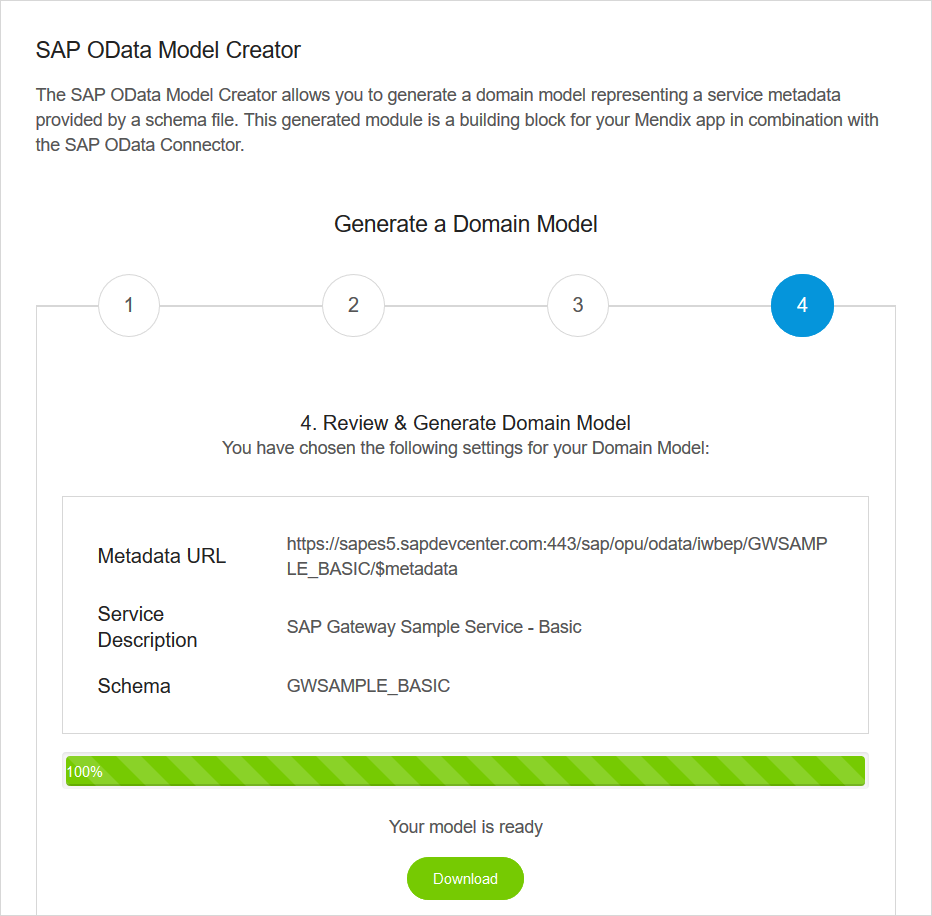 SAP OData Model Creator
The SAP OData Model Creator allows you to generate a domain model representing a service metadata
provided by a schema file. This generated module is a building block for your Mendix app in combination with
the SAP OData Connector.
Generate a Domain Model
1 2 3 4
4. Review & Generate Domain Model
You have chosen the following settings for your Domain Model:
Metadata URL
https://sapes5.sapdevcenter.com:443/sap/opu/odata/iwbep/GWSAMP
LE_BASIC/$metadata
Service
Description
SAP Gateway Sample Service - Basic
Schema
GWSAMPLE_BASIC
100%
Your model is ready
Download